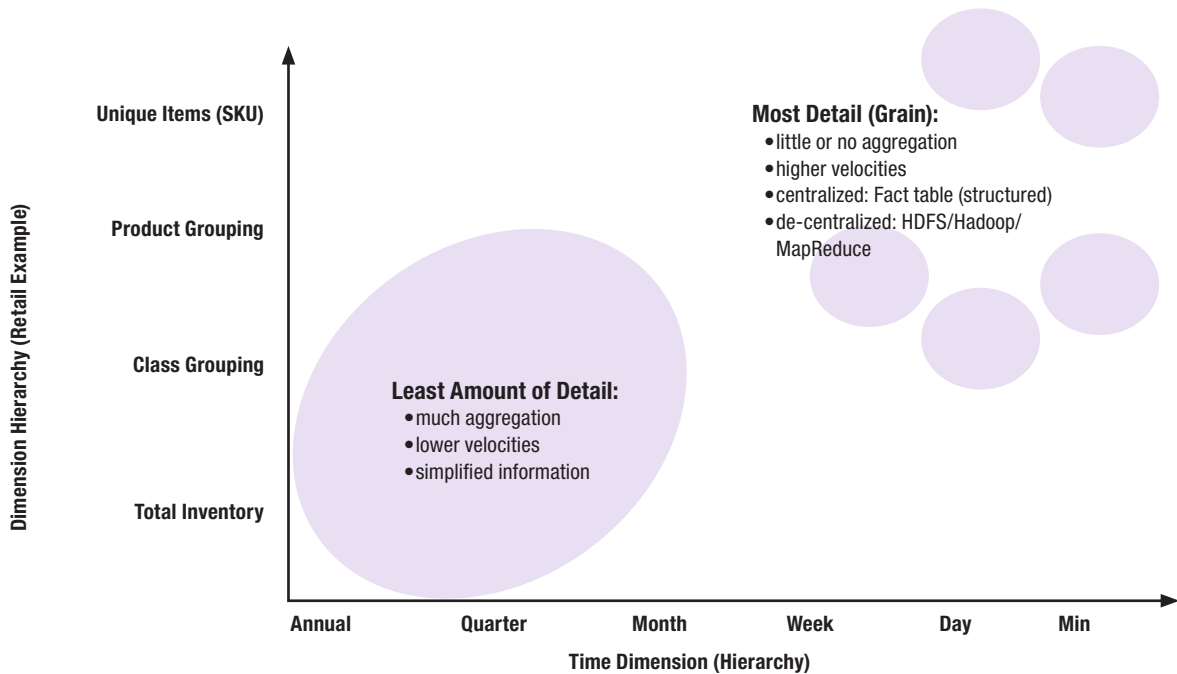 Dimension Hierarchy (Retail Example)
Unique Items (SKU)
Product Grouping
Class Grouping
Total Inventory
Most Detail (Grain):
•little or no aggregation
•higher velocities
•centralized: Fact table (structured)
•de-centralized: HDFS/Hadoop/
MapReduce
Least Amount of Detail:
•much aggregation
•lower velocities
•simplified information
Annual Quarter Month Week Day Min
Time Dimension (Hierarchy)